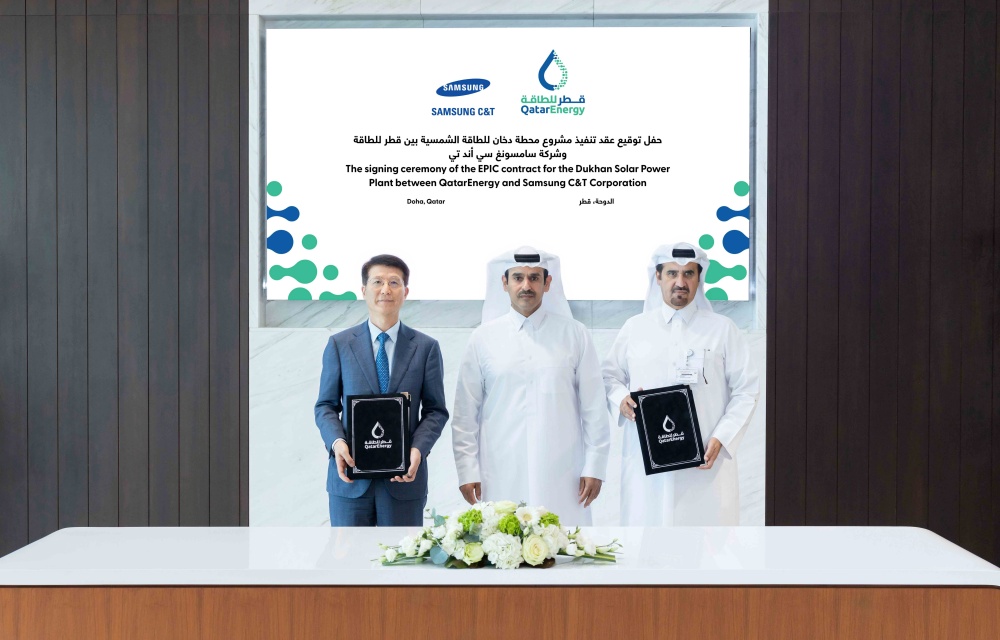 SAMSUNG
SAMSUNG C&T
قطر للطاقة
QatarEnergy
حفل توقيع عقد تنفيذ مشروع محطة دخان للطاقة الشمسية بين قطر للطاقة
وشركة سامسونغ سي أند تي
The signing ceremony of the EPIC contract for the Dukhan Solar Power
Plant between QatarEnergy and Samsung C&T Corporation
Doha, Qatar
الدوحة، قطر
قطر للطاقة
QatarEnergy
قطر للطاقة
QatarEnergy